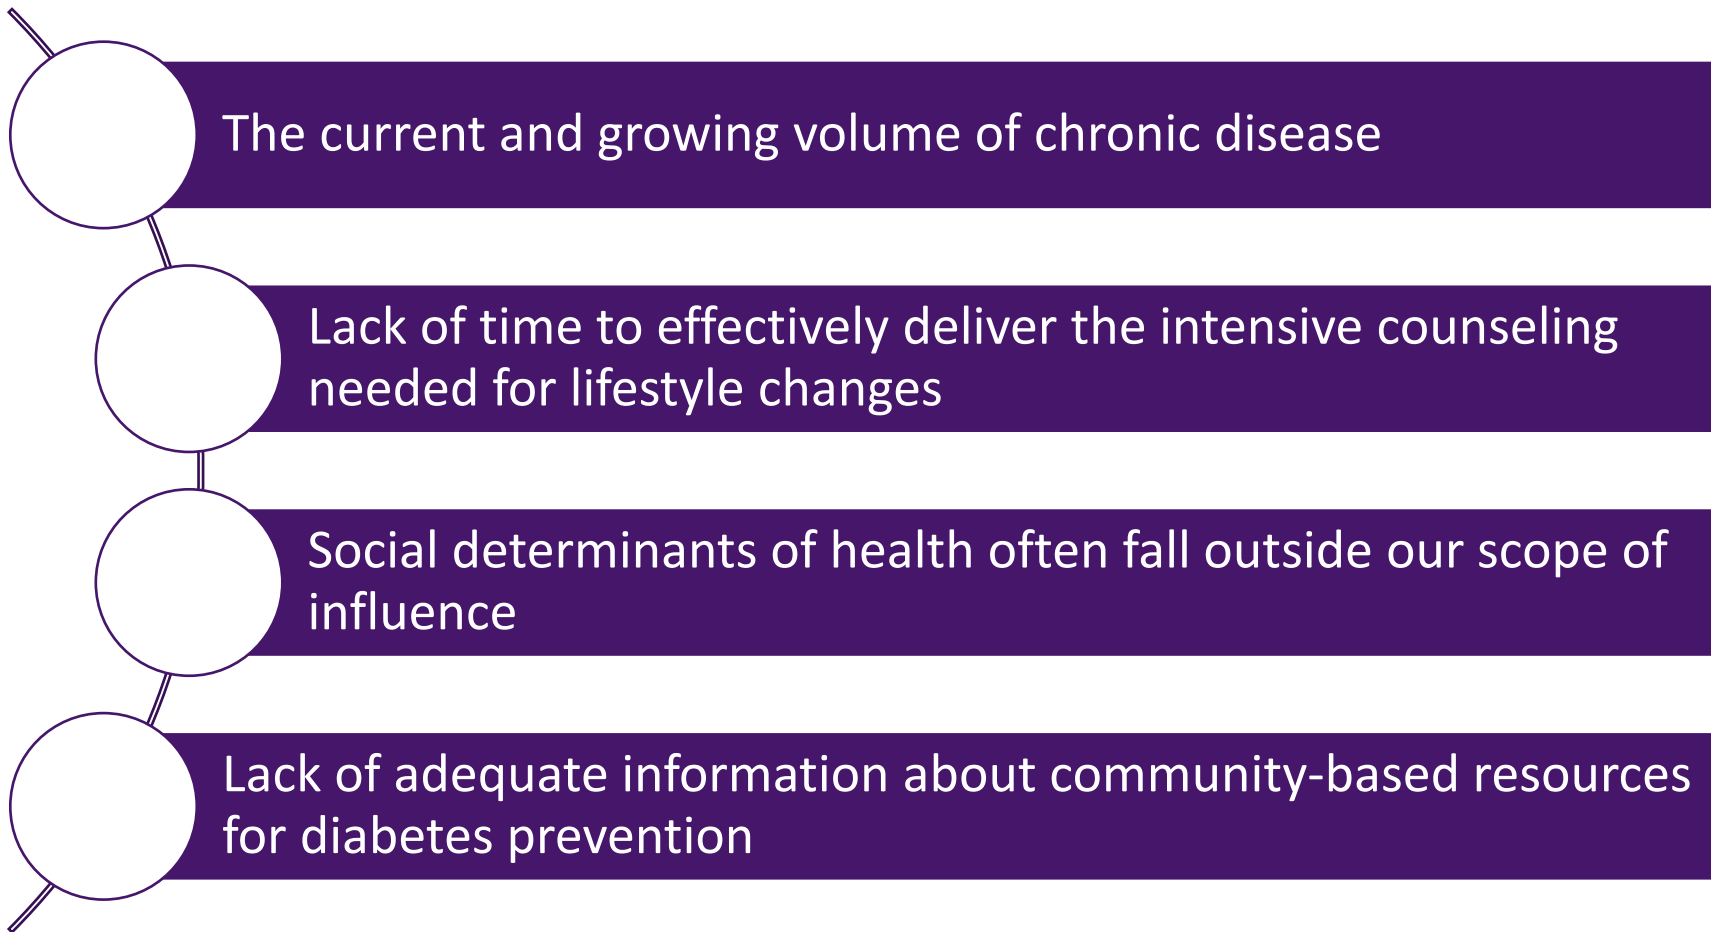 The current and growing volume of chronic disease
Lack of time to effectively deliver the intensive counseling
needed for lifestyle changes
Social determinants of health often fall outside our scope of
influence
Lack of adequate information about community-based resources
for diabetes prevention